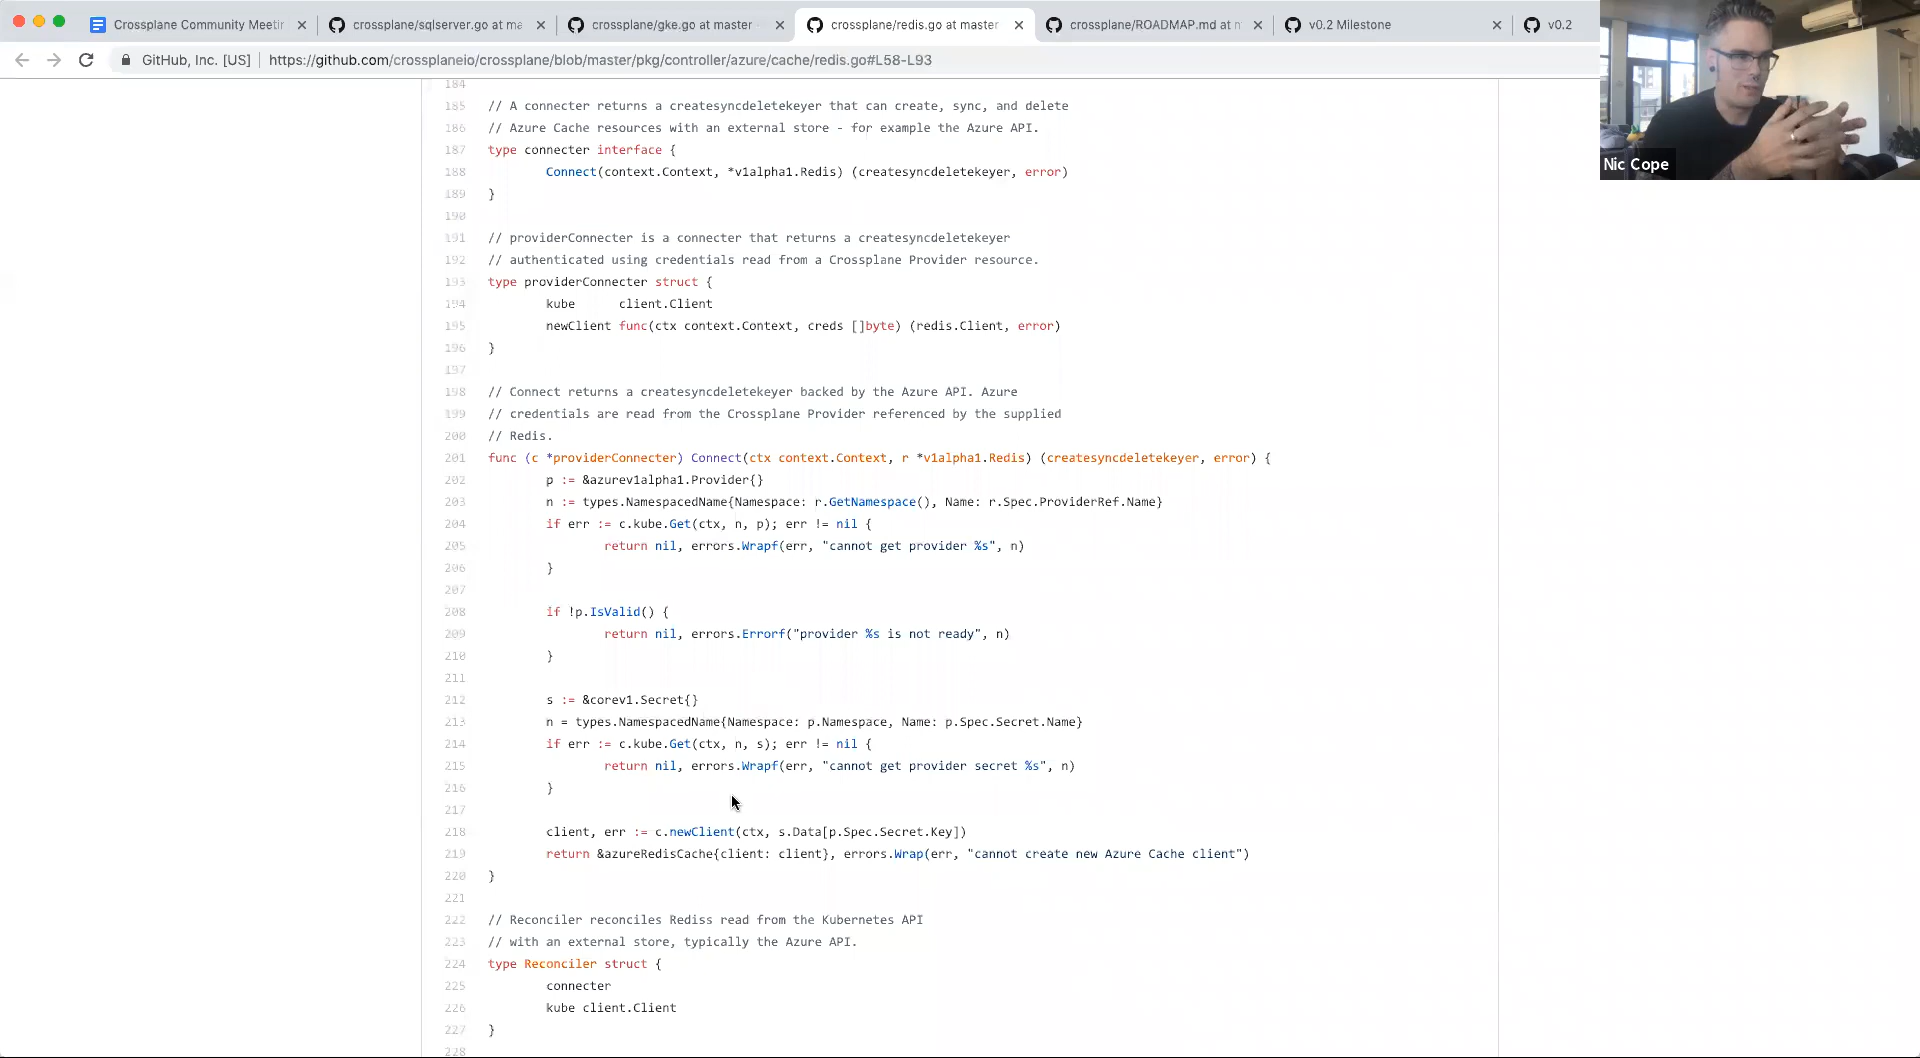 Crossplane Community Meetin
crossplane/sqlserver.go at ma
crossplane/gke.go at master
crossplane/redis.go at master
crossplane/ROADMAP.md at m
v0.2 Milestone
v0.2
GitHub, Inc. [US]
https://github.com/crossplaneio/crossplane/blob/master/pkg/controller/azure/cache/redis.go#L58-L93
Nic Cope
184
185 // A connecter returns a createsyncdeletekeyer that can create, sync, and delete
186 // Azure Cache resources with an external store - for example the Azure API.
187 type connecter interface {
188 Connect(context.Context, *v1alpha1.Redis) (createsyncdeletekeyer, error)
189 }
190
191 // providerConnecter is a connecter that returns a createsyncdeletekeyer
192 // authenticated using credentials read from a Crossplane Provider resource.
193 type providerConnecter struct {
194 kube client.Client
195 newClient func(ctx context.Context, creds []byte) (redis.Client, error)
196 }
197
198 // Connect returns a createsyncdeletekeyer backed by the Azure API. Azure
199 // credentials are read from the Crossplane Provider referenced by the supplied
200 // Redis.
201 func (c *providerConnecter) Connect(ctx context.Context, r *v1alpha1.Redis) (createsyncdeletekeyer, error) {
202 p := &azurev1alpha1.Provider{}
203 n := types.NamespacedName{Namespace: r.GetNamespace(), Name: r.Spec.ProviderRef.Name}
204 if err := c.kube.Get(ctx, n, p); err != nil {
205 return nil, errors.Wrapf(err, "cannot get provider %s", n)
206 }
207
208 if !p.IsValid() {
209 return nil, errors.Errorf("provider %s is not ready", n)
210 }
211
212 s := &corev1.Secret{}
213 n = types.NamespacedName{Namespace: p.Namespace, Name: p.Spec.Secret.Name}
214 if err := c.kube.Get(ctx, n, s); err != nil {
215 return nil, errors.Wrapf(err, "cannot get provider secret %s", n)
216 }
217
218 client, err := c.newClient(ctx, s.Data[p.Spec.Secret.Key])
219 return &azureRedisCache{client: client}, errors.Wrap(err, "cannot create new Azure Cache client")
220 }
221
222 // Reconciler reconciles Rediss read from the Kubernetes API
223 // with an external store, typically the Azure API.
224 type Reconciler struct {
225 connecter
226 kube client.Client
227 }
228